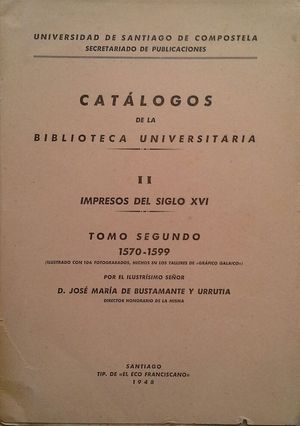 UNIVERSIDAD DE SANTIAGO DE COMPOSTELA
SECRETARIADO DE PUBLICACIONES
CATÁLOGOS
DE LA
BIBLIOTECA UNIVERSITARIA
II
IMPRESOS DEL SIGLO XVI
TOMO SEGUNDO
1570-1599
(ILUSTRADO CON 104 FOTOGRABADOS, HECHOS EN LOS TALLERES DE «GRÁFICO GALAICO»)
POR EL ILUSTRÍSIMO SEÑOR
D. JOSÉ MARÍA DE BUSTAMANTE Y URRUTIA
DIRECTOR HONORARIO DE LA MISMA
SANTIAGO
TIP. DE «EL ECO FRANCISCANO»
1948